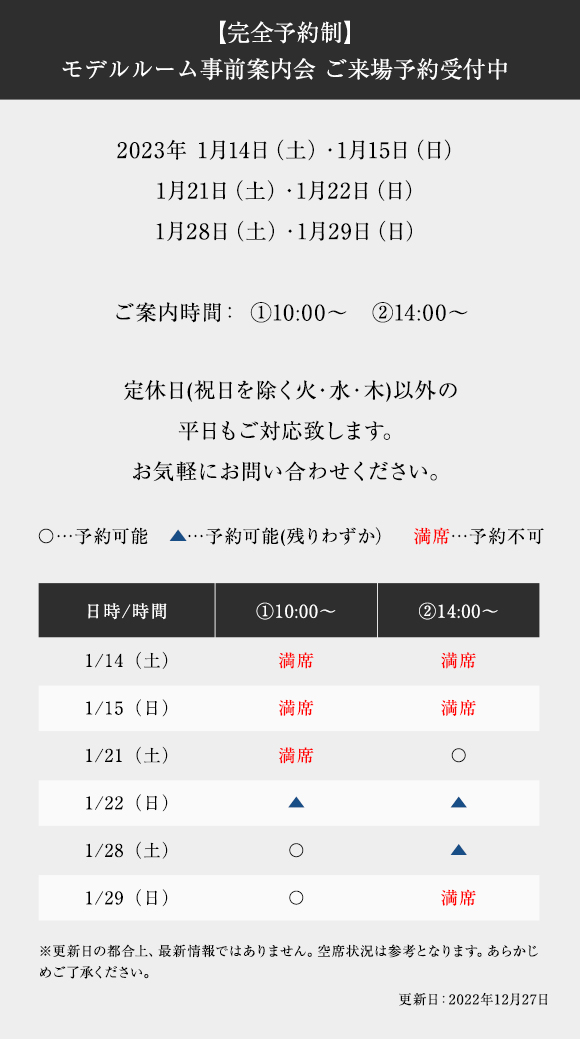 【完全予約制】
モデルルーム事前案内会 ご来場予約受付中
2023年 1月14日（土）・1月15日（日）
1月21日（土）・1月22日（日）
1月28日（土）・1月29日（日）
ご案内時間： ①10:00〜 ②14:00〜
定休日(祝日を除く火・水・木)以外の
平日もご対応致します。
お気軽にお問い合わせください。
○…予約可能 ▲…予約可能(残りわずか） 満席…予約不可
日時/時間 ①10:00〜 ②14:00〜
1/14（土） 満席 満席
1/15（日） 満席 満席
1/21（土） 満席 ○
1/22（日） ▲ ▲
1/28（土） ○ ▲
1/29（日） ○ 満席
※更新日の都合上、最新情報ではありません。空席状況は参考となります。あらかじ
めご了承ください。
更新日：2022年12月27日